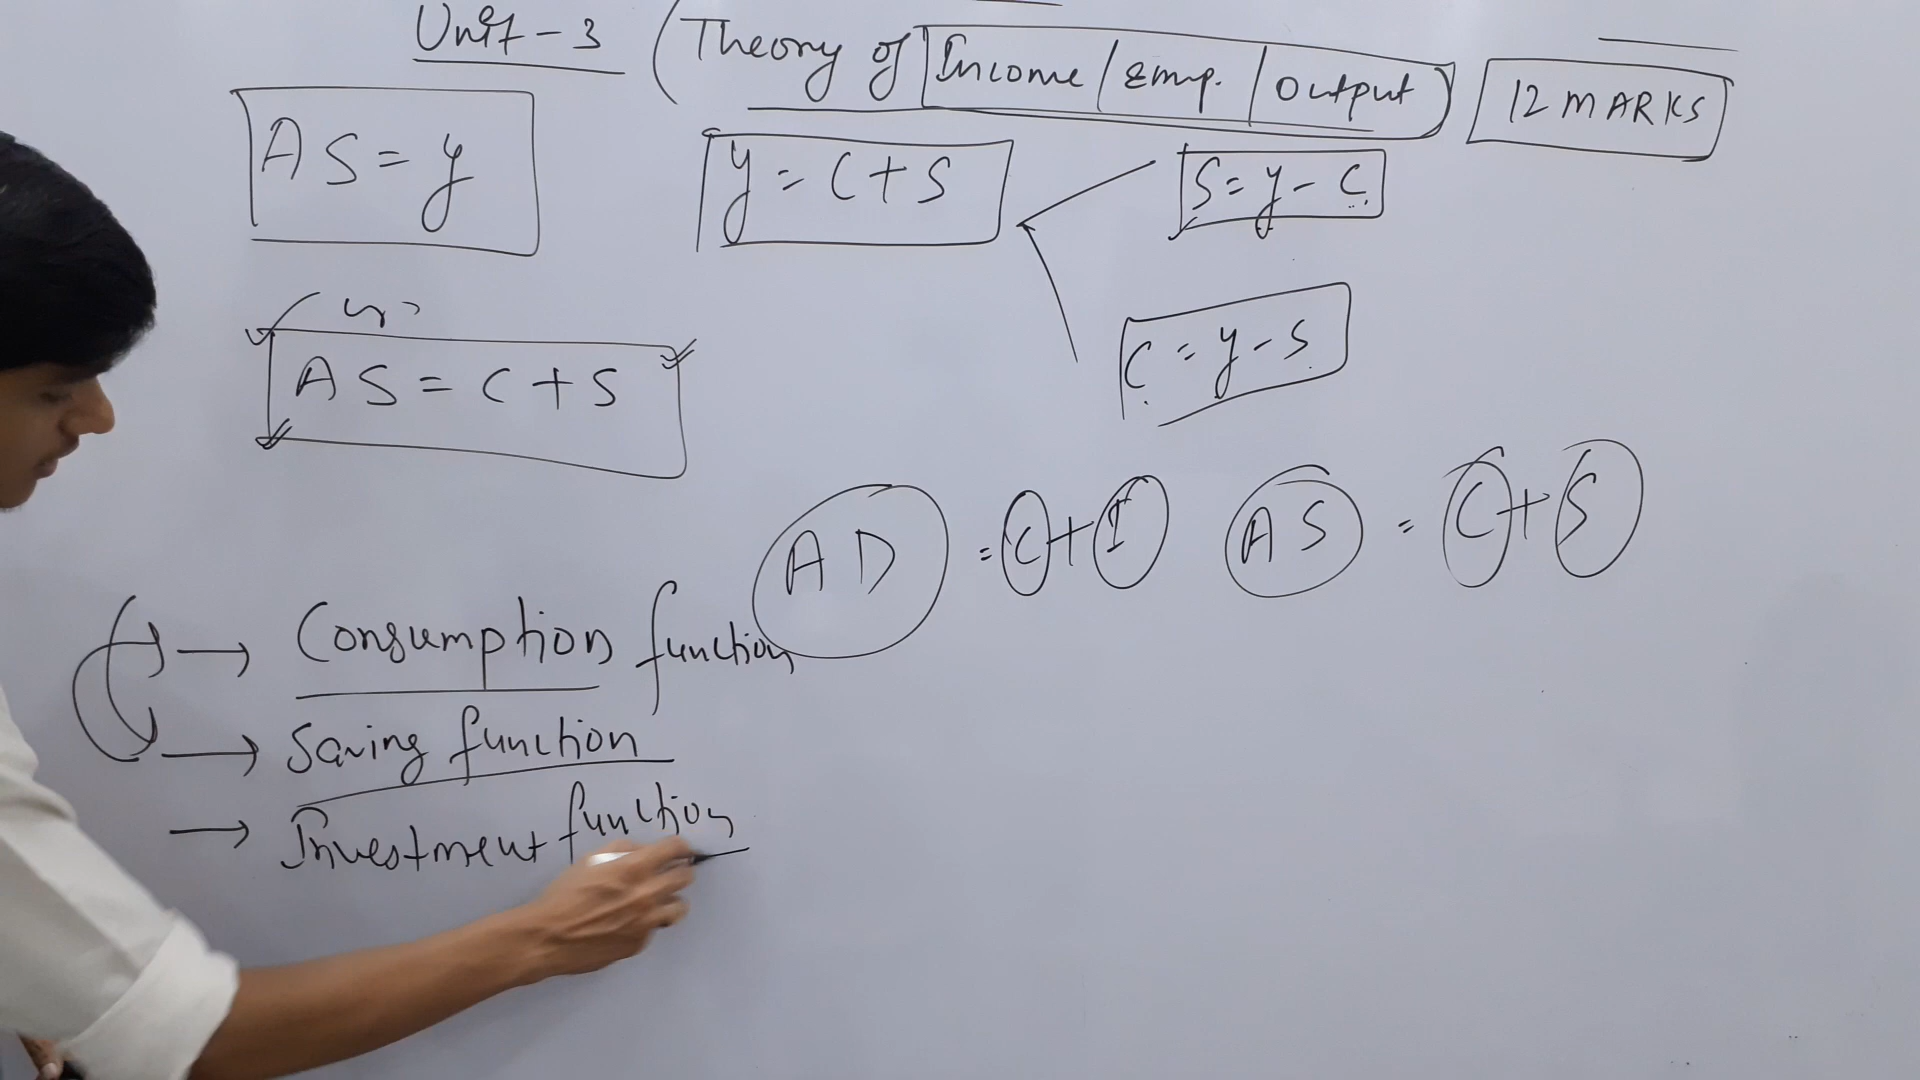 Unit-3 (Theory of Income/Emp./Output) 12 MARKS
AS = y
y = C+S
S = y - C
C = y - S
AS = C + S
AD = C+I AS = C+S
→ Consumption function
→ Saving function
→ Investment function